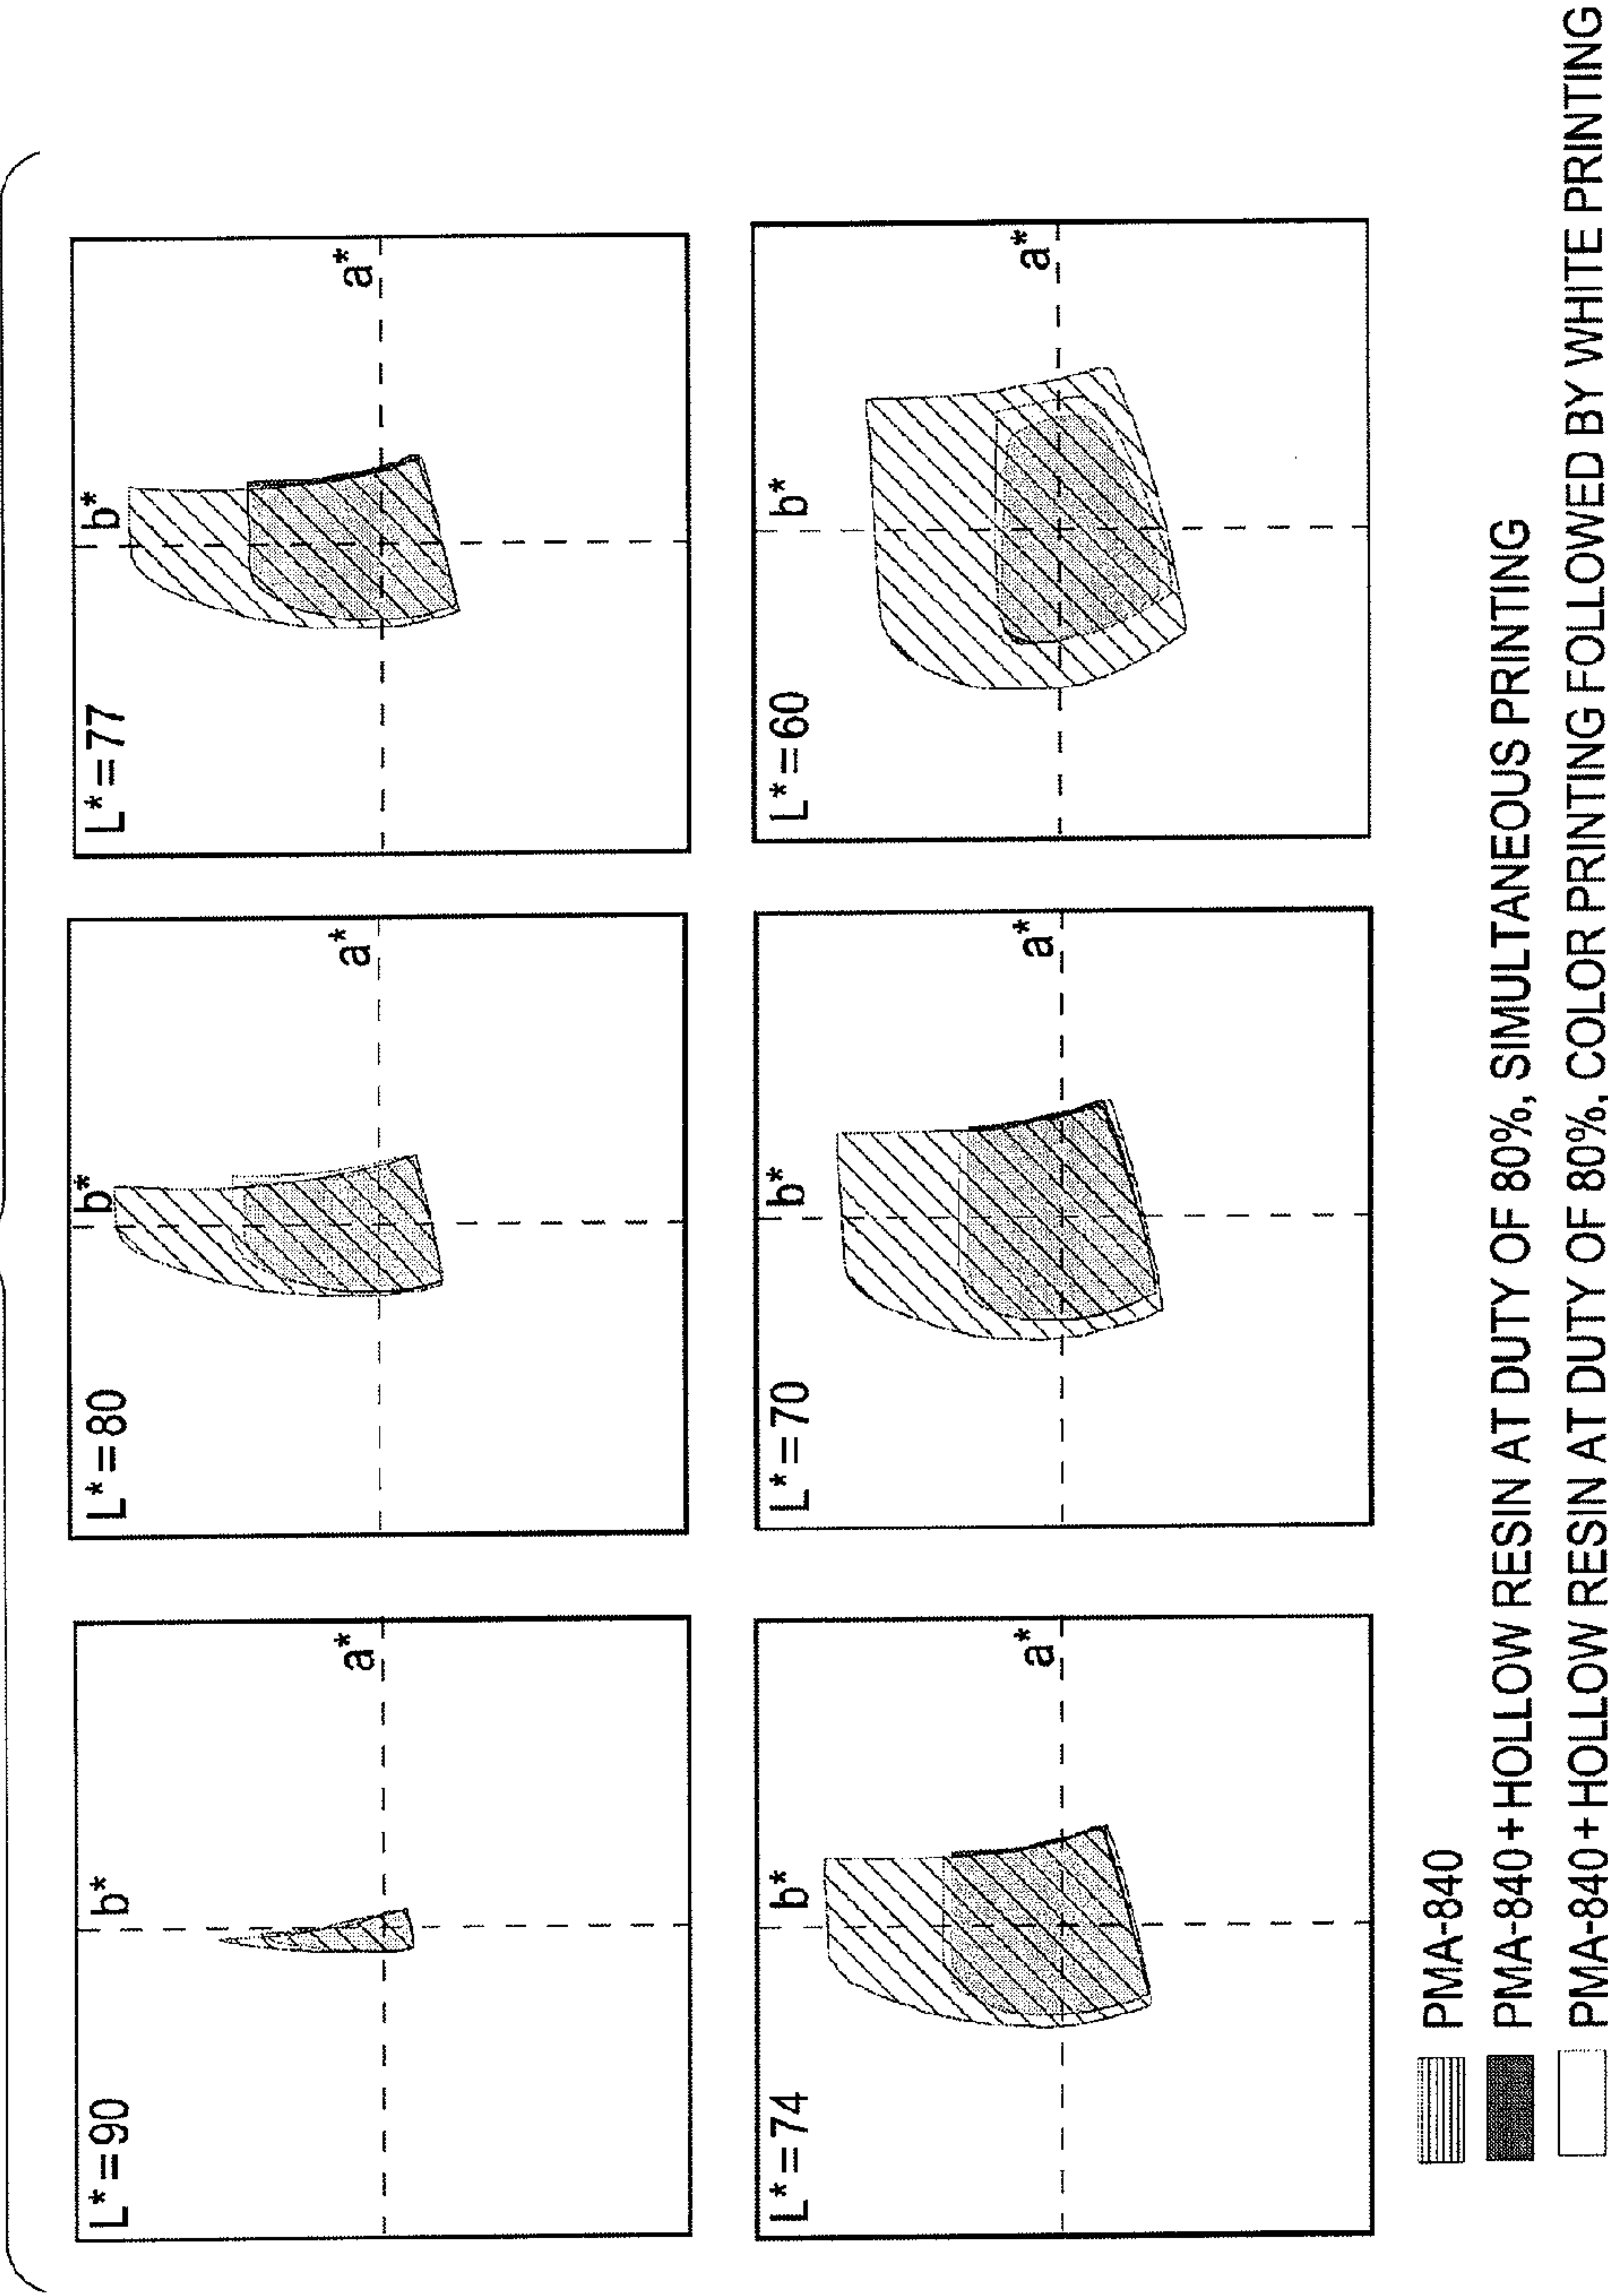 L*=90
b*
a*
L*=80
b*
a*
L*=77
b*
a*
L*=74
b*
a*
L*=70
b*
a*
L*=60
b*
a*
PMA-840
PMA-840+HOLLOW RESIN AT DUTY OF 80%, SIMULTANEOUS PRINTING
PMA-840+HOLLOW RESIN AT DUTY OF 80%, COLOR PRINTING FOLLOWED BY WHITE PRINTING